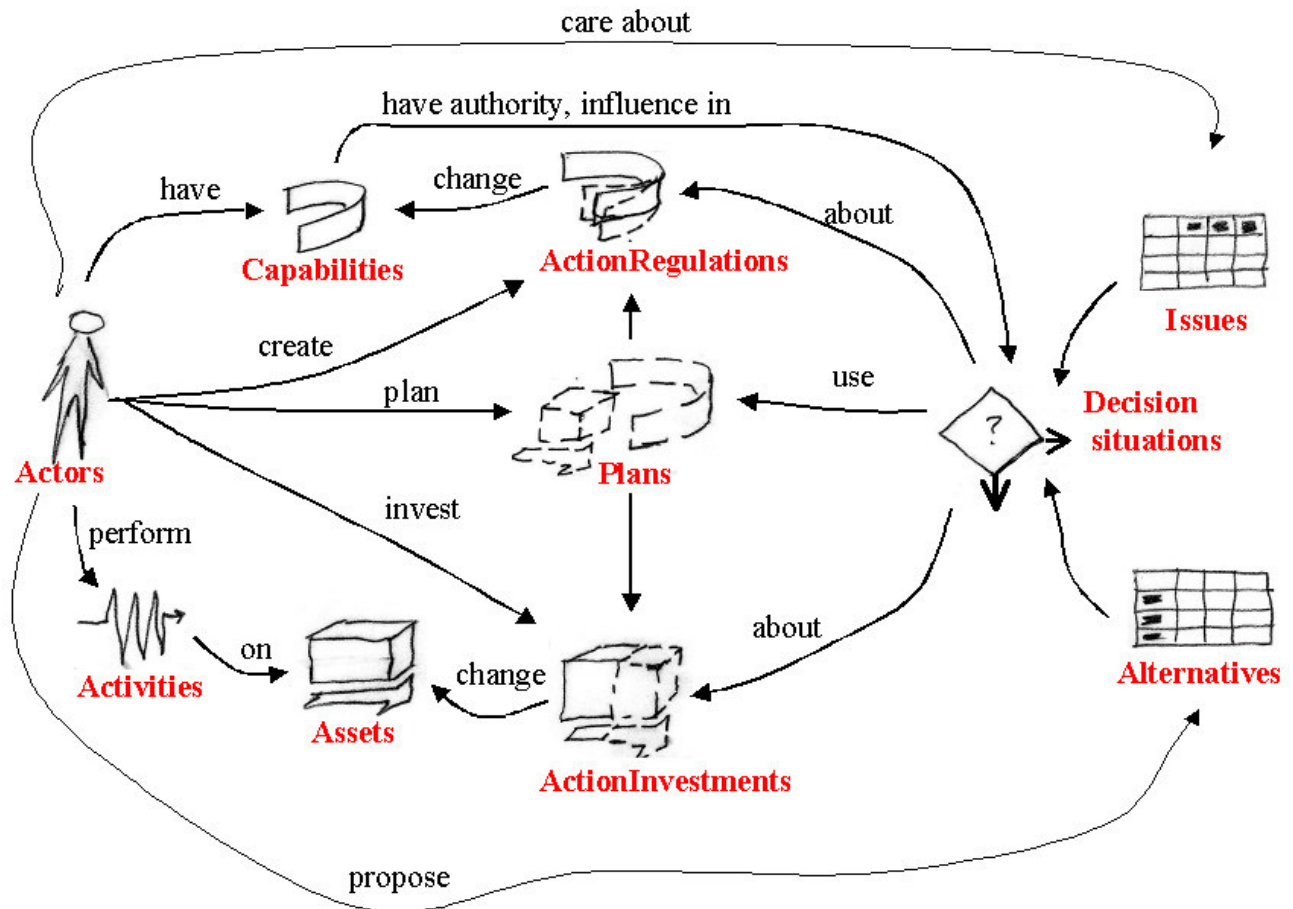 care about
have authority, influence in
have
change
about
Capabilities
ActionRegulations
Issues
create
plan
use
?
Decision
situations
Actors
Plans
invest
perform
on
about
change
Activities
Assets
Alternatives
ActionInvestments
propose